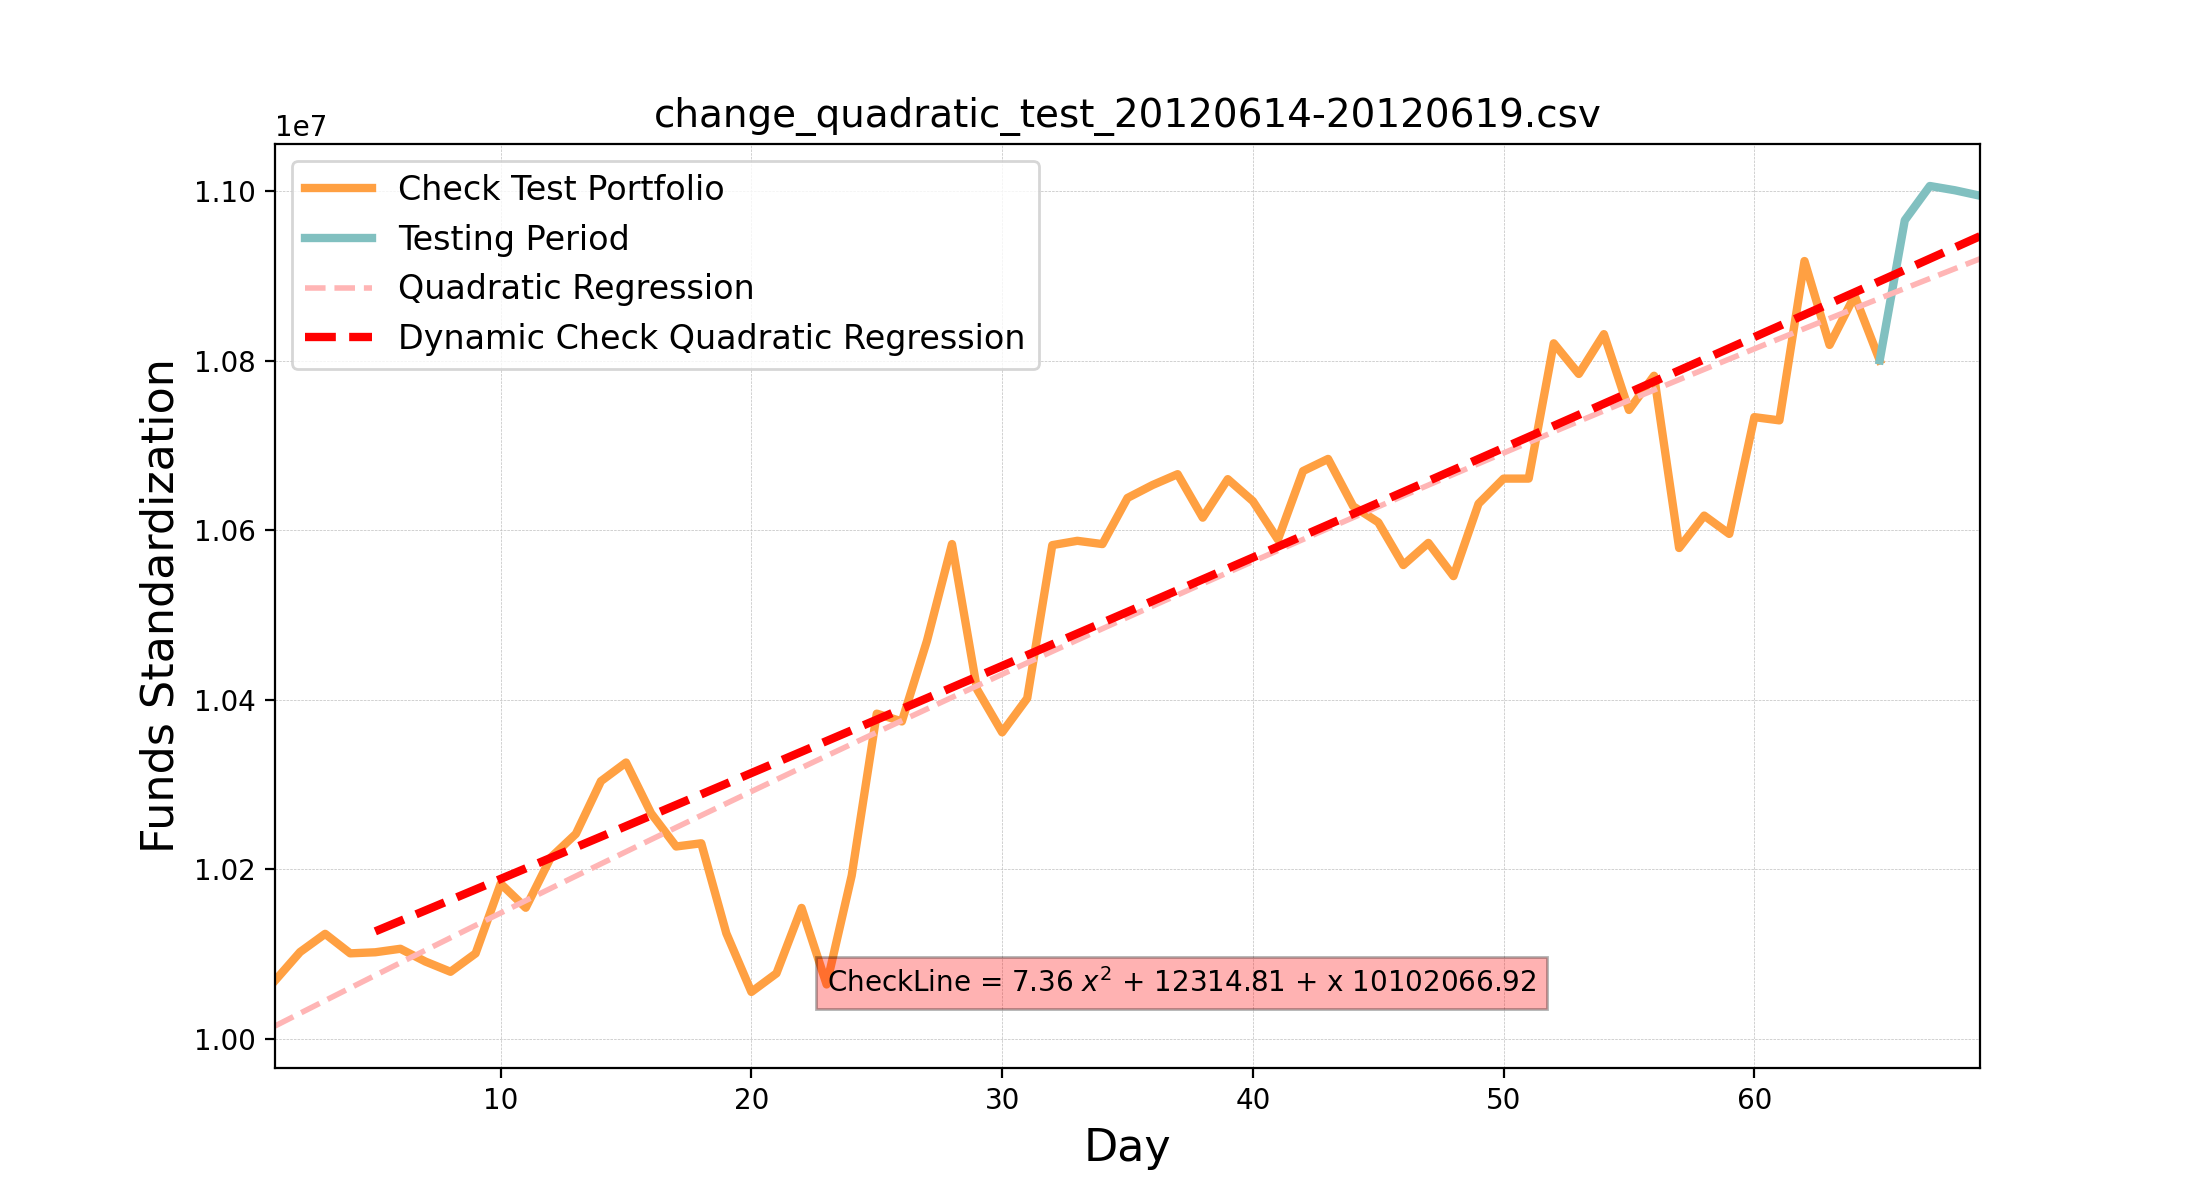 change_quadratic_test_20120614-20120619.csv
1e7
Check Test Portfolio
Testing Period
Quadratic Regression
Dynamic Check Quadratic Regression
1.10
1.08
1.06
1.04
1.02
1.00
Funds Standardization
CheckLine = 7.36 x² + 12314.81 + x 10102066.92
10 20 30 40 50 60
Day